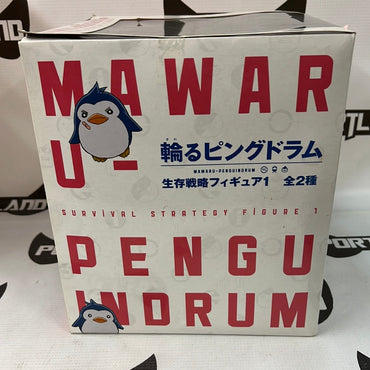 MAWAR
U-
輪るピングドラム
MAWARU-PENGUINDRUM
生存戦略フィギュア1 全2種
SURVIVAL STRATEGY FIGURE 1
PENGU
INDRUM